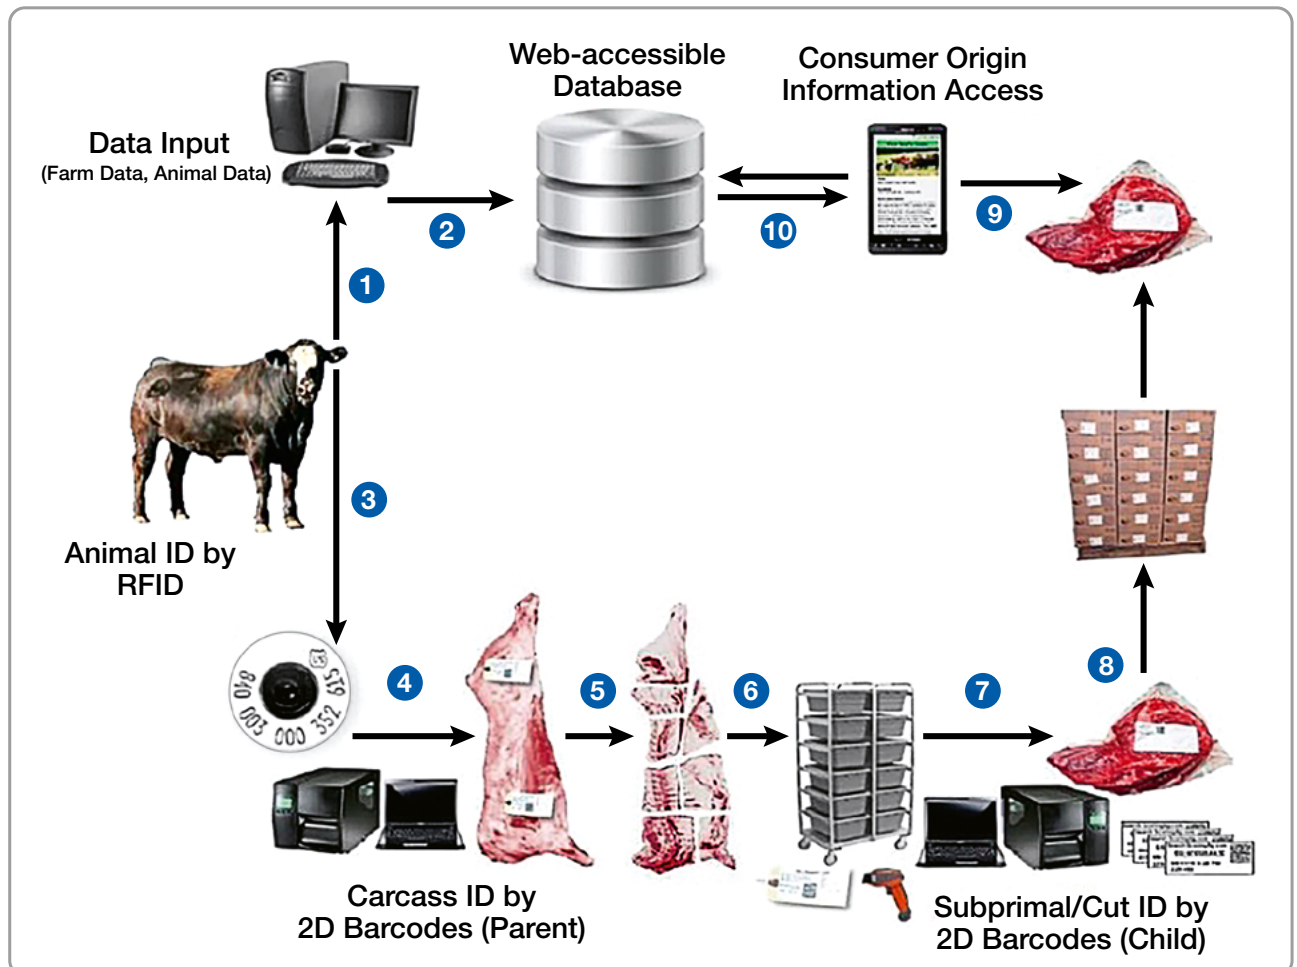 Web-accessible
Database
Consumer Origin
Information Access
Data Input
(Farm Data, Animal Data)
2
10
9
1
3
Animal ID by
RFID
840 003 000 352 615
4
5
6
7
8
Carcass ID by
2D Barcodes (Parent)
Subprimal/Cut ID by
2D Barcodes (Child)